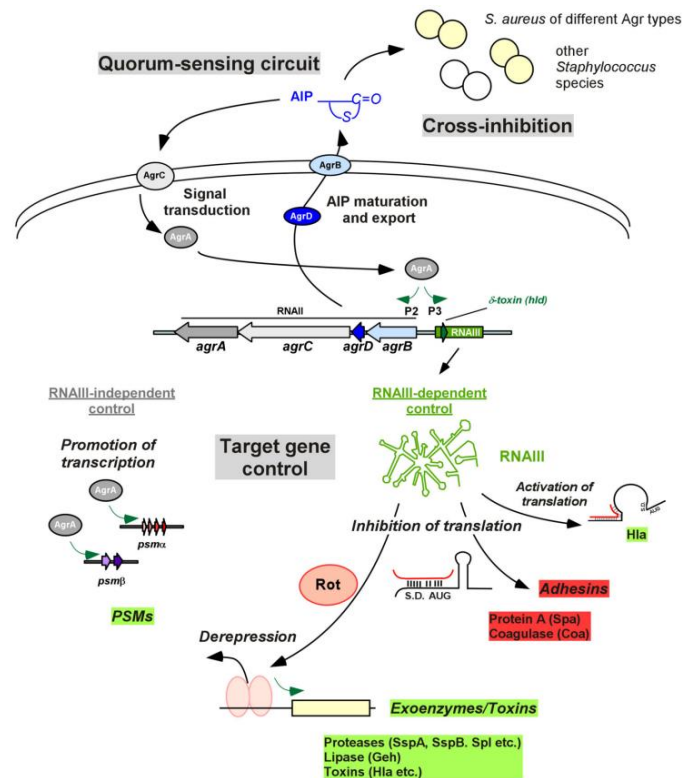 S. aureus of different Agr types
other
Staphylococcus
species
Quorum-sensing circuit
AIP
S
C=O
Cross-inhibition
AgrB
AgrC
Signal
transduction
AIP maturation
and export
AgrD
AgrA
AgrA
RNAII
P2
P3
δ-toxin (hld)
RNAIII
agrA
agrC
agrD
agrB
RNAIII-independent
control
RNAIII-dependent
control
Promotion of
transcription
Target gene
control
RNAIII
AgrA
AgrA
psmα
psmβ
PSMs
Activation of
translation
S.D.
AUG
Hla
Inhibition of translation
Rot
S.D. AUG
Adhesins
Protein A (Spa)
Coagulase (Coa)
Derepression
Exoenzymes/Toxins
Proteases (SspA, SspB. Spl etc.)
Lipase (Geh)
Toxins (Hla etc.)